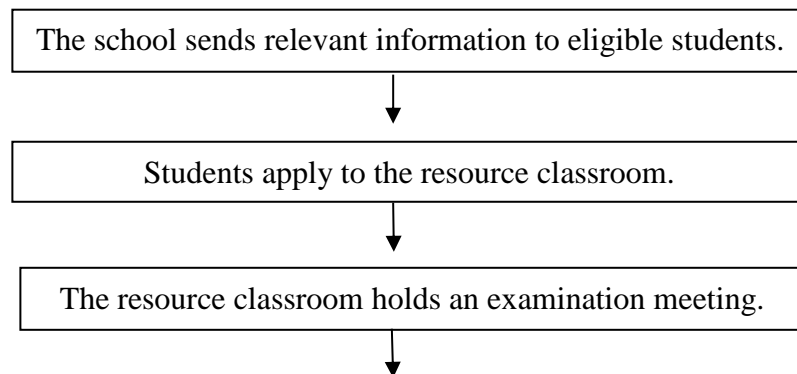 The school sends relevant information to eligible students.
Students apply to the resource classroom.
The resource classroom holds an examination meeting.